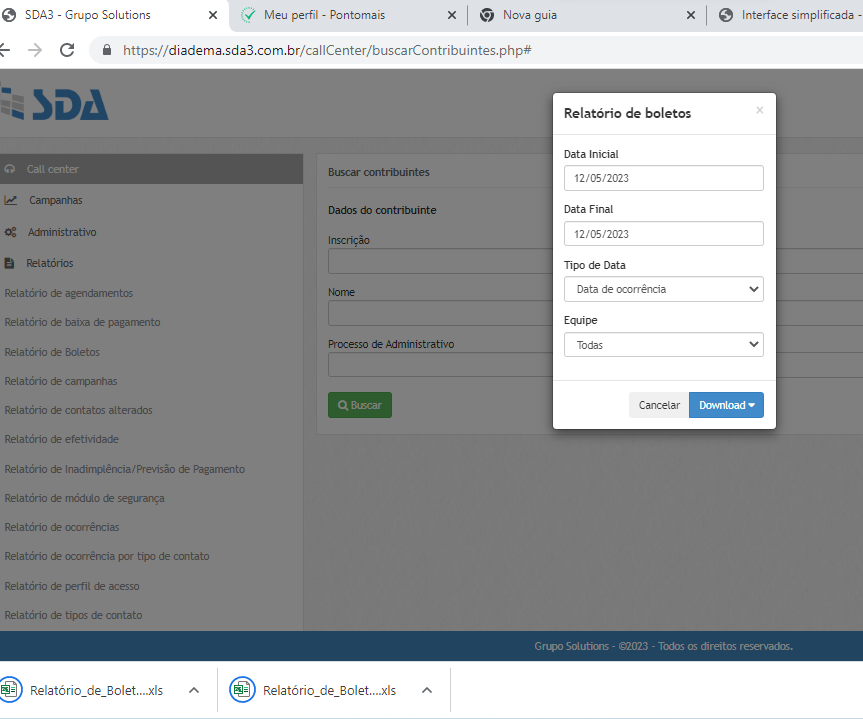 SDA3 - Grupo Solutions
Meu perfil - Pontomais
Nova guia
Interface simplificada -
https://diadema.sda3.com.br/callCenter/buscarContribuintes.php#
SDA
Relatório de boletos
×
Data Inicial
12/05/2023
Data Final
12/05/2023
Tipo de Data
Data de ocorrência
Equipe
Todas
Cancelar
Download
Call center
Campanhas
Administrativo
Relatórios
Relatório de agendamentos
Relatório de baixa de pagamento
Relatório de Boletos
Relatório de campanhas
Relatório de contatos alterados
Relatório de efetividade
Relatório de Inadimplência/Previsão de Pagamento
Relatório de módulo de segurança
Relatório de ocorrências
Relatório de ocorrência por tipo de contato
Relatório de perfil de acesso
Relatório de tipos de contato
Buscar contribuintes
Dados do contribuinte
Inscrição
Nome
Processo de Administrativo
Buscar
Grupo Solutions - ©2023 - Todos os direitos reservados.
Relatório_de_Bolet....xls
Relatório_de_Bolet....xls